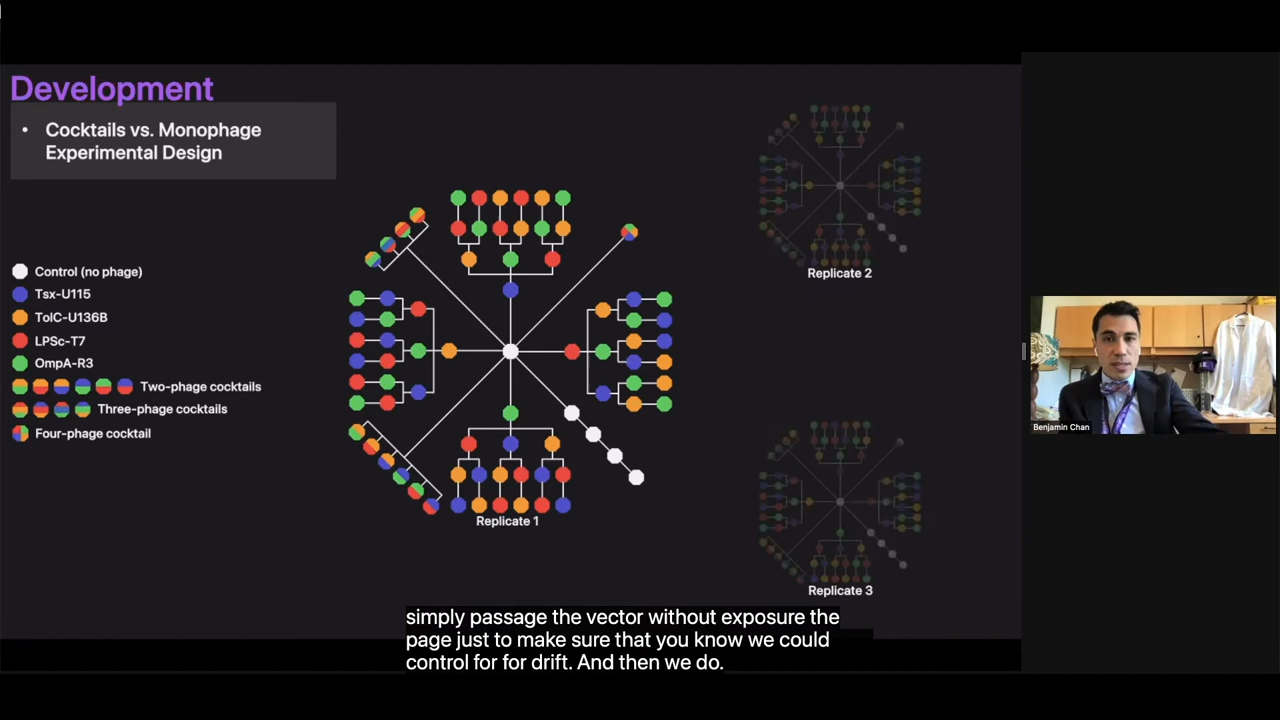 Development
• Cocktails vs. Monophage
Experimental Design
Control (no phage)
Tsx-U115
TolC-U136B
LPSc-T7
OmpA-R3
Two-phage cocktails
Three-phage cocktails
Four-phage cocktail
Replicate 1
Replicate 2
Replicate 3
Benjamin Chan
simply passage the vector without exposure the
page just to make sure that you know we could
control for for drift. And then we do.